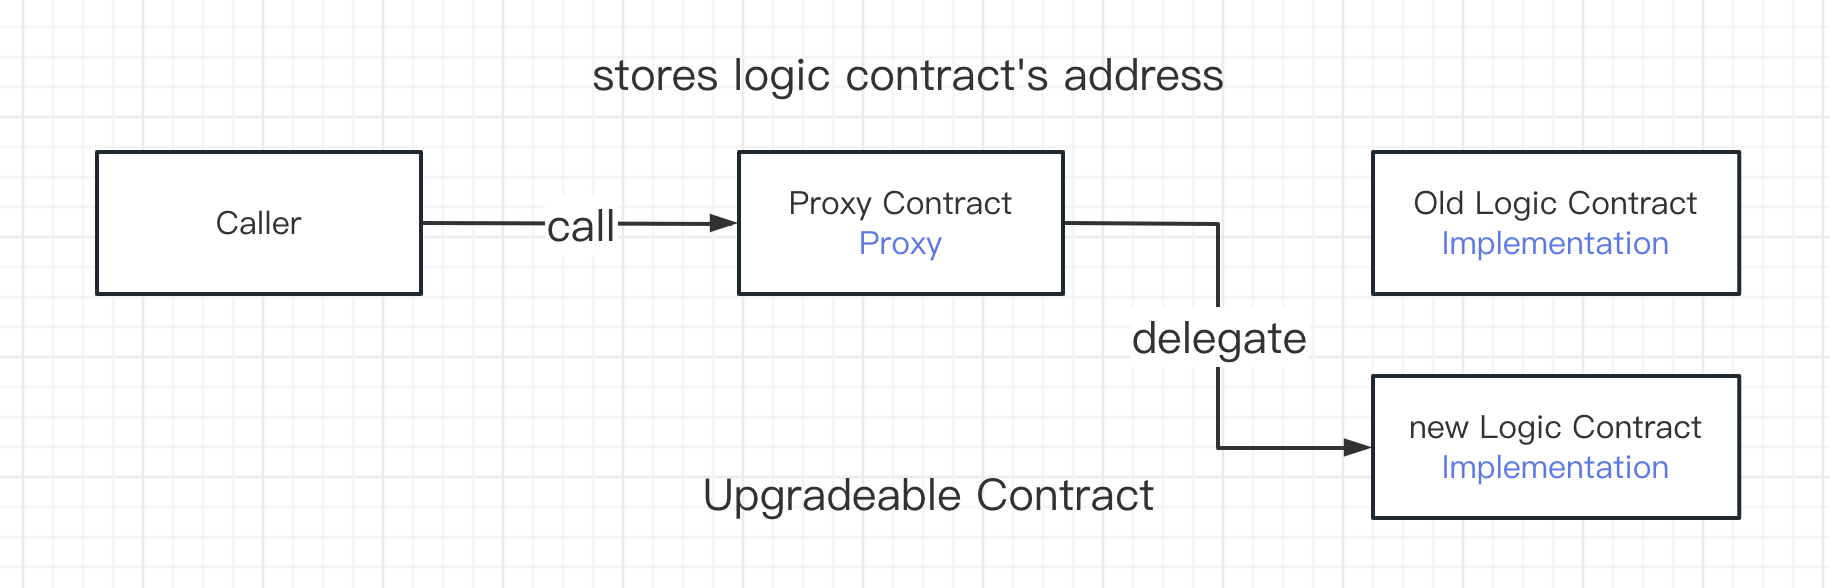 stores logic contract's address
Caller
call
Proxy Contract
Proxy
Old Logic Contract
Implementation
delegate
new Logic Contract
Implementation
Upgradeable Contract